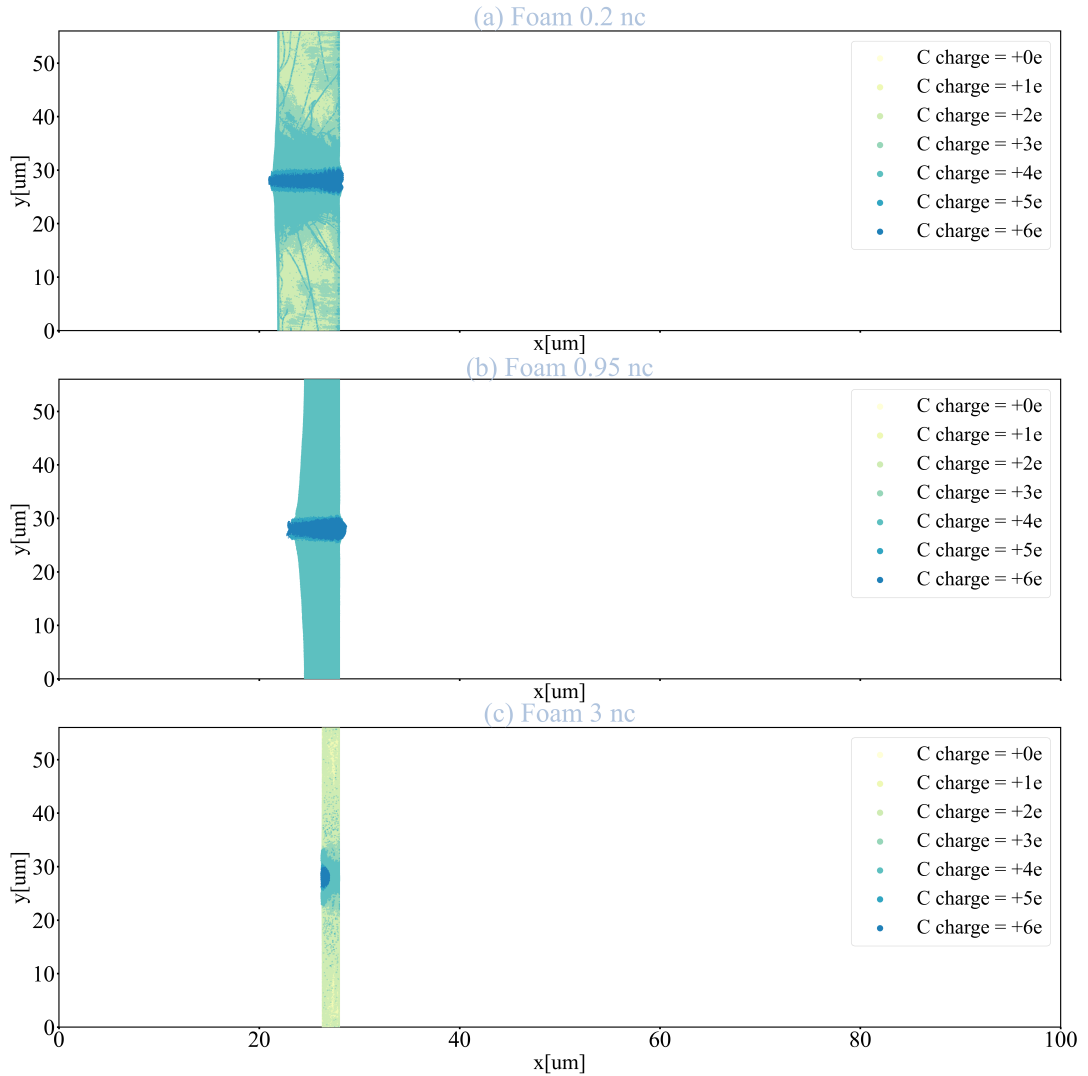 (a) Foam 0.2 nc
50
40
30
20
10
0
y[um]
x[um]
C charge = +0e
C charge = +1e
C charge = +2e
C charge = +3e
C charge = +4e
C charge = +5e
C charge = +6e
(b) Foam 0.95 nc
50
40
30
20
10
0
y[um]
x[um]
C charge = +0e
C charge = +1e
C charge = +2e
C charge = +3e
C charge = +4e
C charge = +5e
C charge = +6e
(c) Foam 3 nc
50
40
30
20
10
0
y[um]
C charge = +0e
C charge = +1e
C charge = +2e
C charge = +3e
C charge = +4e
C charge = +5e
C charge = +6e
0 20 40 60 80 100
x[um]